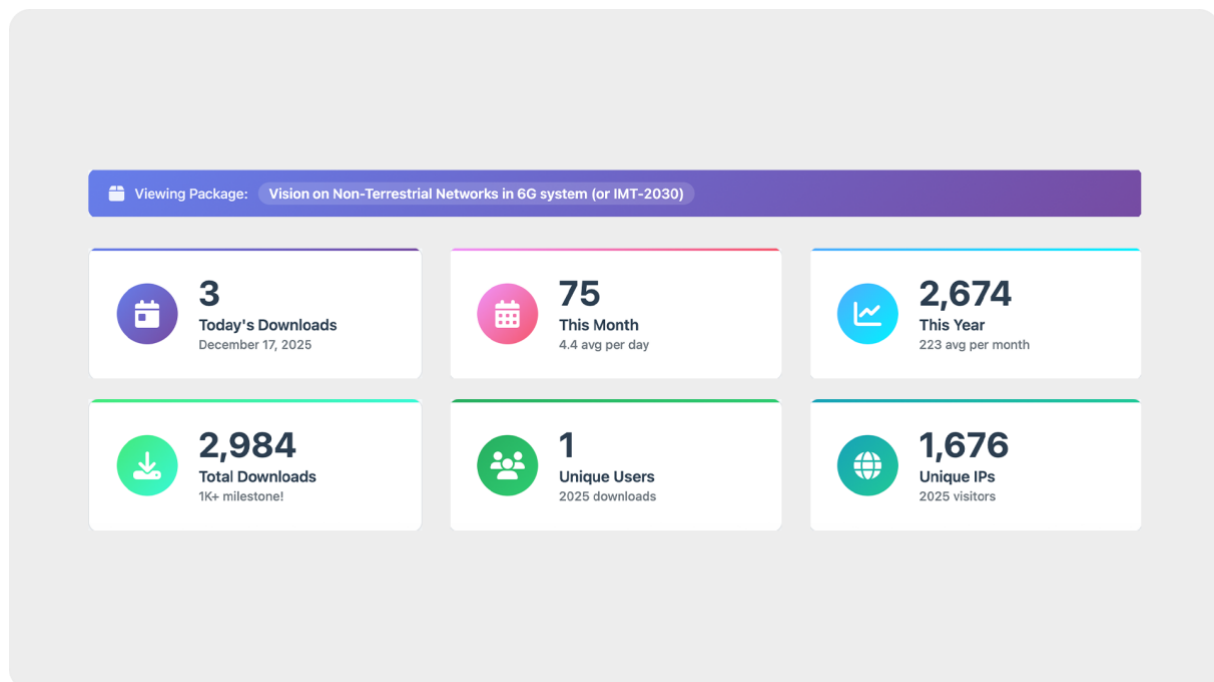 Viewing Package: Vision on Non-Terrestrial Networks in 6G system (or IMT-2030)
3
Today's Downloads
December 17, 2025
75
This Month
4.4 avg per day
2,674
This Year
223 avg per month
2,984
Total Downloads
1K+ milestone!
1
Unique Users
2025 downloads
1,676
Unique IPs
2025 visitors